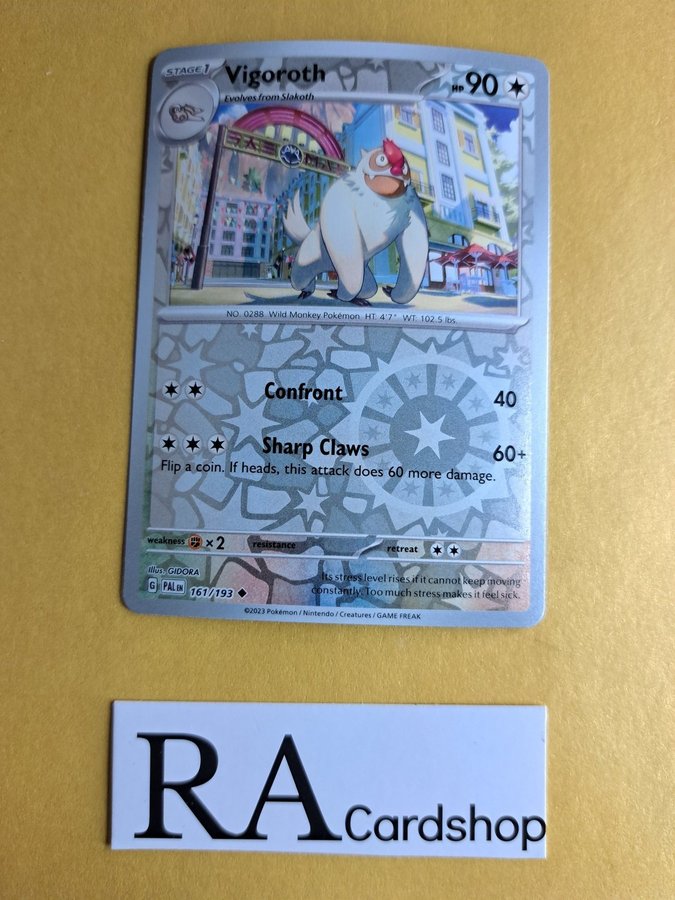 STAGE 1 Vigoroth HP 90
Evolves from Slakoth
NO. 0288 Wild Monkey Pokémon HT: 4'7" WT: 102.5 lbs.
Confront 40
Sharp Claws 60+
Flip a coin. If heads, this attack does 60 more damage.
weakness ×2 resistance retreat
Illus. GIDORA
Its stress level rises if it cannot keep moving
constantly. Too much stress makes it feel sick.
G PAL EN 161/193
©2023 Pokémon / Nintendo / Creatures / GAME FREAK
RA Cardshop